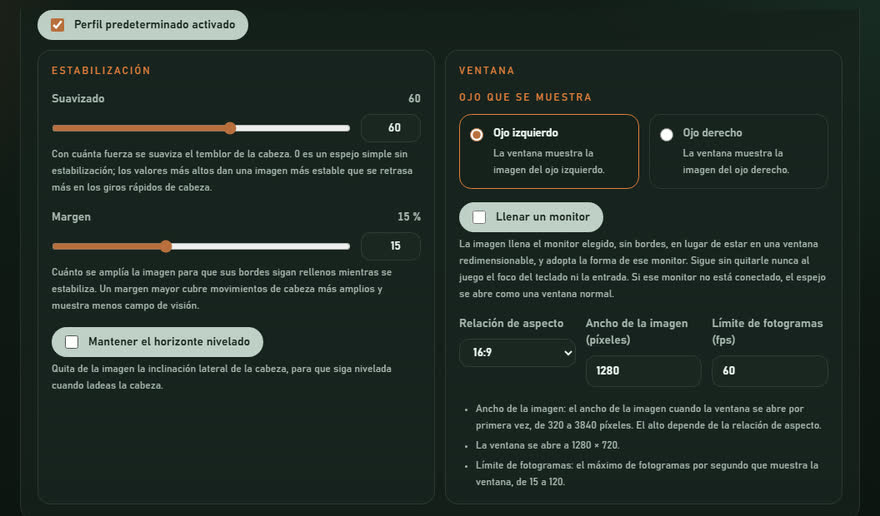 Perfil predeterminado activado
ESTABILIZACIÓN
Suavizado
60
60
Con cuánta fuerza se suaviza el temblor de la cabeza. 0 es un espejo simple sin
estabilización; los valores más altos dan una imagen más estable que se retrasa
más en los giros rápidos de cabeza.
Margen
15 %
15
Cuánto se amplía la imagen para que sus bordes sigan rellenos mientras se
estabiliza. Un margen mayor cubre movimientos de cabeza más amplios y
muestra menos campo de visión.
Mantener el horizonte nivelado
Quita de la imagen la inclinación lateral de la cabeza, para que siga nivelada
cuando ladeas la cabeza.
VENTANA
OJO QUE SE MUESTRA
Ojo izquierdo
La ventana muestra la
imagen del ojo izquierdo.
Ojo derecho
La ventana muestra la
imagen del ojo derecho.
Llenar un monitor
La imagen llena el monitor elegido, sin bordes, en lugar de estar en una ventana
redimensionable, y adopta la forma de ese monitor. Sigue sin quitarle nunca al
juego el foco del teclado ni la entrada. Si ese monitor no está conectado, el espejo
se abre como una ventana normal.
Relación de aspecto
16:9
Ancho de la imagen
(píxeles)
1280
Límite de fotogramas
(fps)
60
• Ancho de la imagen: el ancho de la imagen cuando la ventana se abre por
primera vez, de 320 a 3840 píxeles. El alto depende de la relación de aspecto.
• La ventana se abre a 1280 × 720.
• Límite de fotogramas: el máximo de fotogramas por segundo que muestra la
ventana, de 15 a 120.